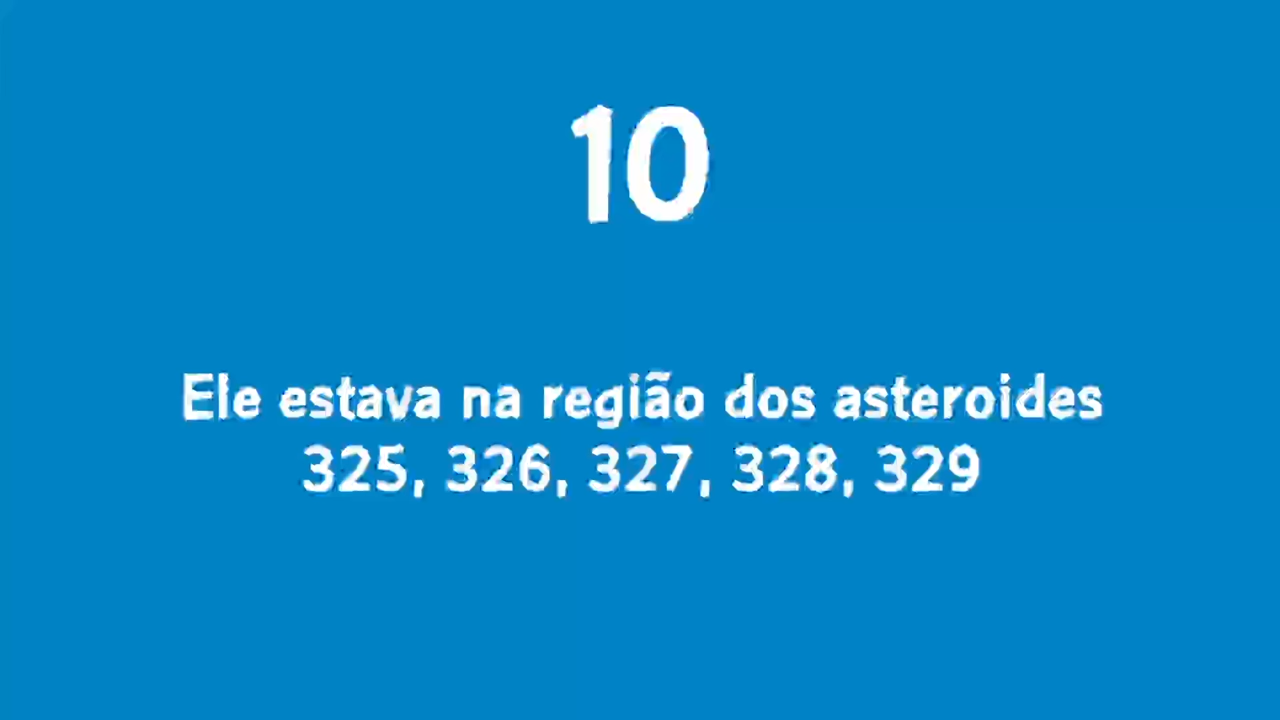 10
Ele estava na região dos asteroides
325, 326, 327, 328, 329